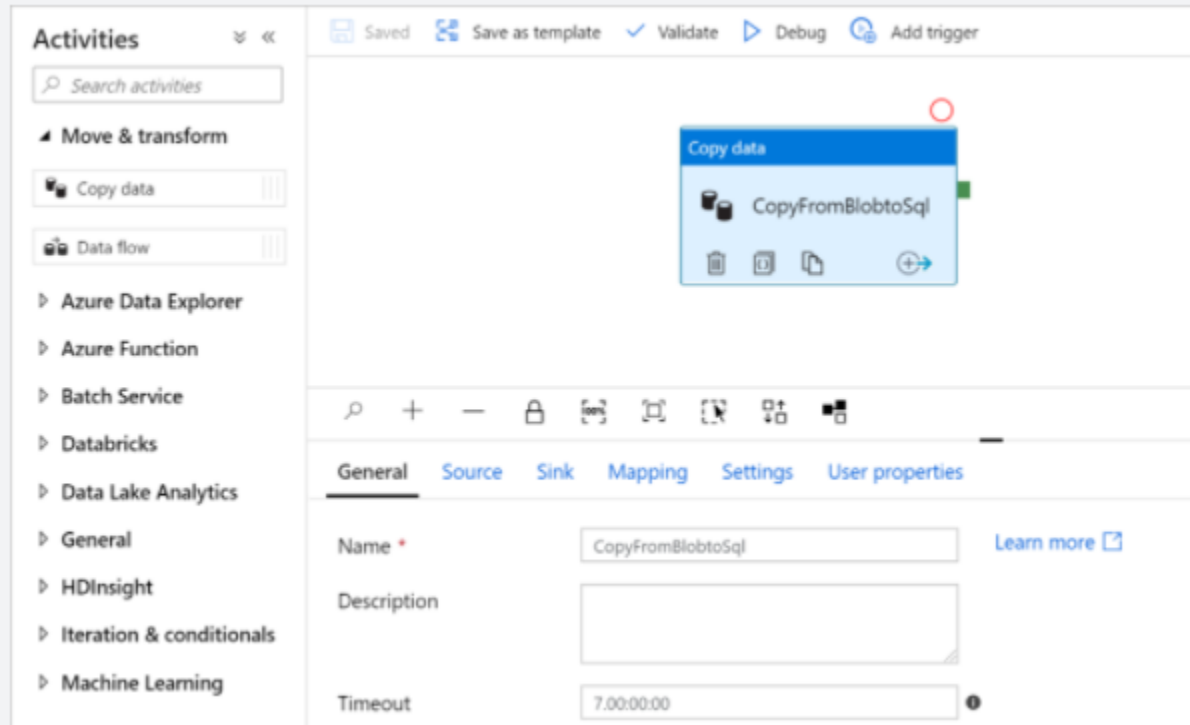 Activities
Search activities
Move & transform
Copy data
Data flow
Azure Data Explorer
Azure Function
Batch Service
Databricks
Data Lake Analytics
General
HDInsight
Iteration & conditionals
Machine Learning
Saved
Save as template
Validate
Debug
Add trigger
Copy data
CopyFromBlobtoSql
100%
General
Source
Sink
Mapping
Settings
User properties
Name *
CopyFromBlobtoSql
Learn more
Description
Timeout
7.00:00:00